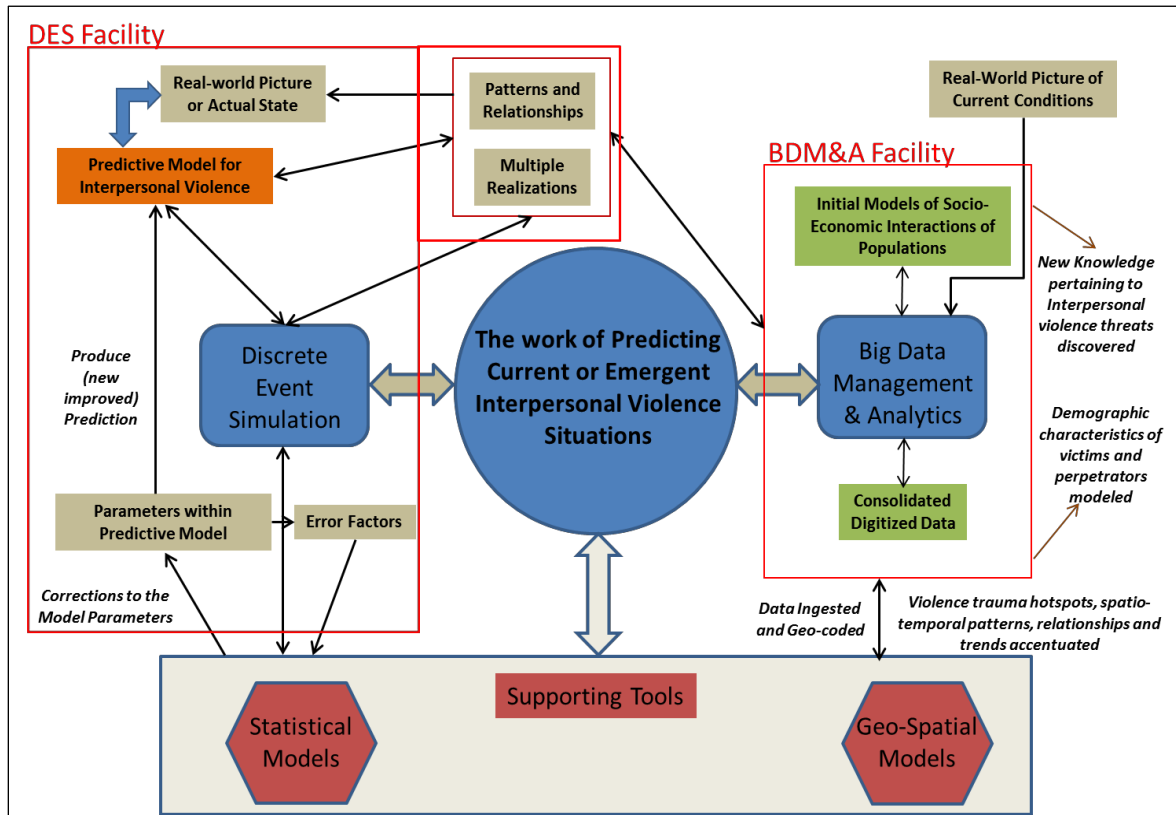 DES Facility
Real-world Picture
or Actual State
Predictive Model for
Interpersonal Violence
Patterns and
Relationships
Multiple
Realizations
Real-World Picture of
Current Conditions
BDM&A Facility
Initial Models of Socio-
Economic Interactions of
Populations
New Knowledge
pertaining to
Interpersonal
violence threats
discovered
Produce
(new
improved)
Prediction
Discrete
Event
Simulation
The work of Predicting
Current or Emergent
Interpersonal Violence
Situations
Big Data
Management
& Analytics
Demographic
characteristics of
victims and
perpetrators
modeled
Consolidated
Digitized Data
Parameters within
Predictive Model
Error Factors
Corrections to the
Model Parameters
Data Ingested
and Geo-coded
Violence trauma hotspots, spatio-
temporal patterns, relationships and
trends accentuated
Supporting Tools
Statistical
Models
Geo-Spatial
Models